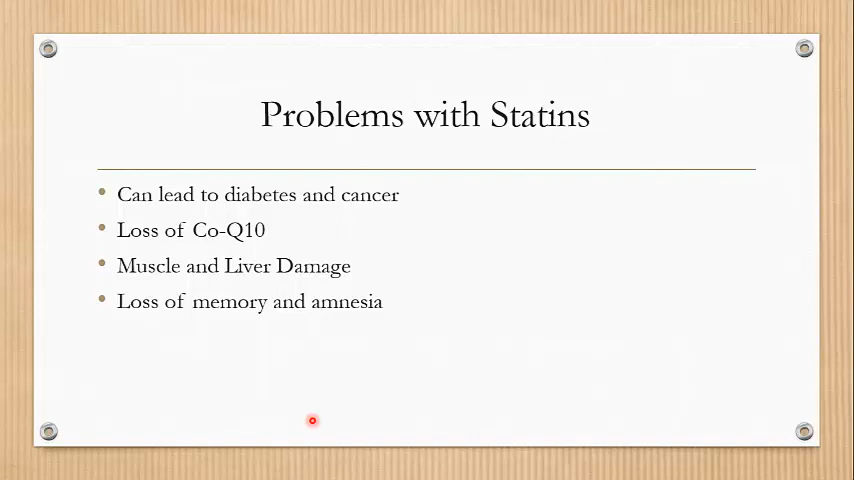 Problems with Statins
• Can lead to diabetes and cancer
• Loss of Co-Q10
• Muscle and Liver Damage
• Loss of memory and amnesia